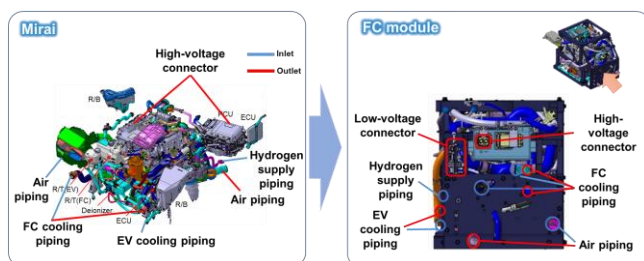 Mirai
High-voltage
connector
Inlet
Outlet
R/B
FCU
ECU
Hydrogen
supply
piping
Air
piping
R/T(EV)
R/T(FC)
Deionizer
ECU
R/B
Air piping
FC cooling
piping
EV cooling piping
FC module
Low-voltage
connector
High-
voltage
connector
Hydrogen
supply piping
FC
cooling
piping
EV
cooling
piping
Air piping